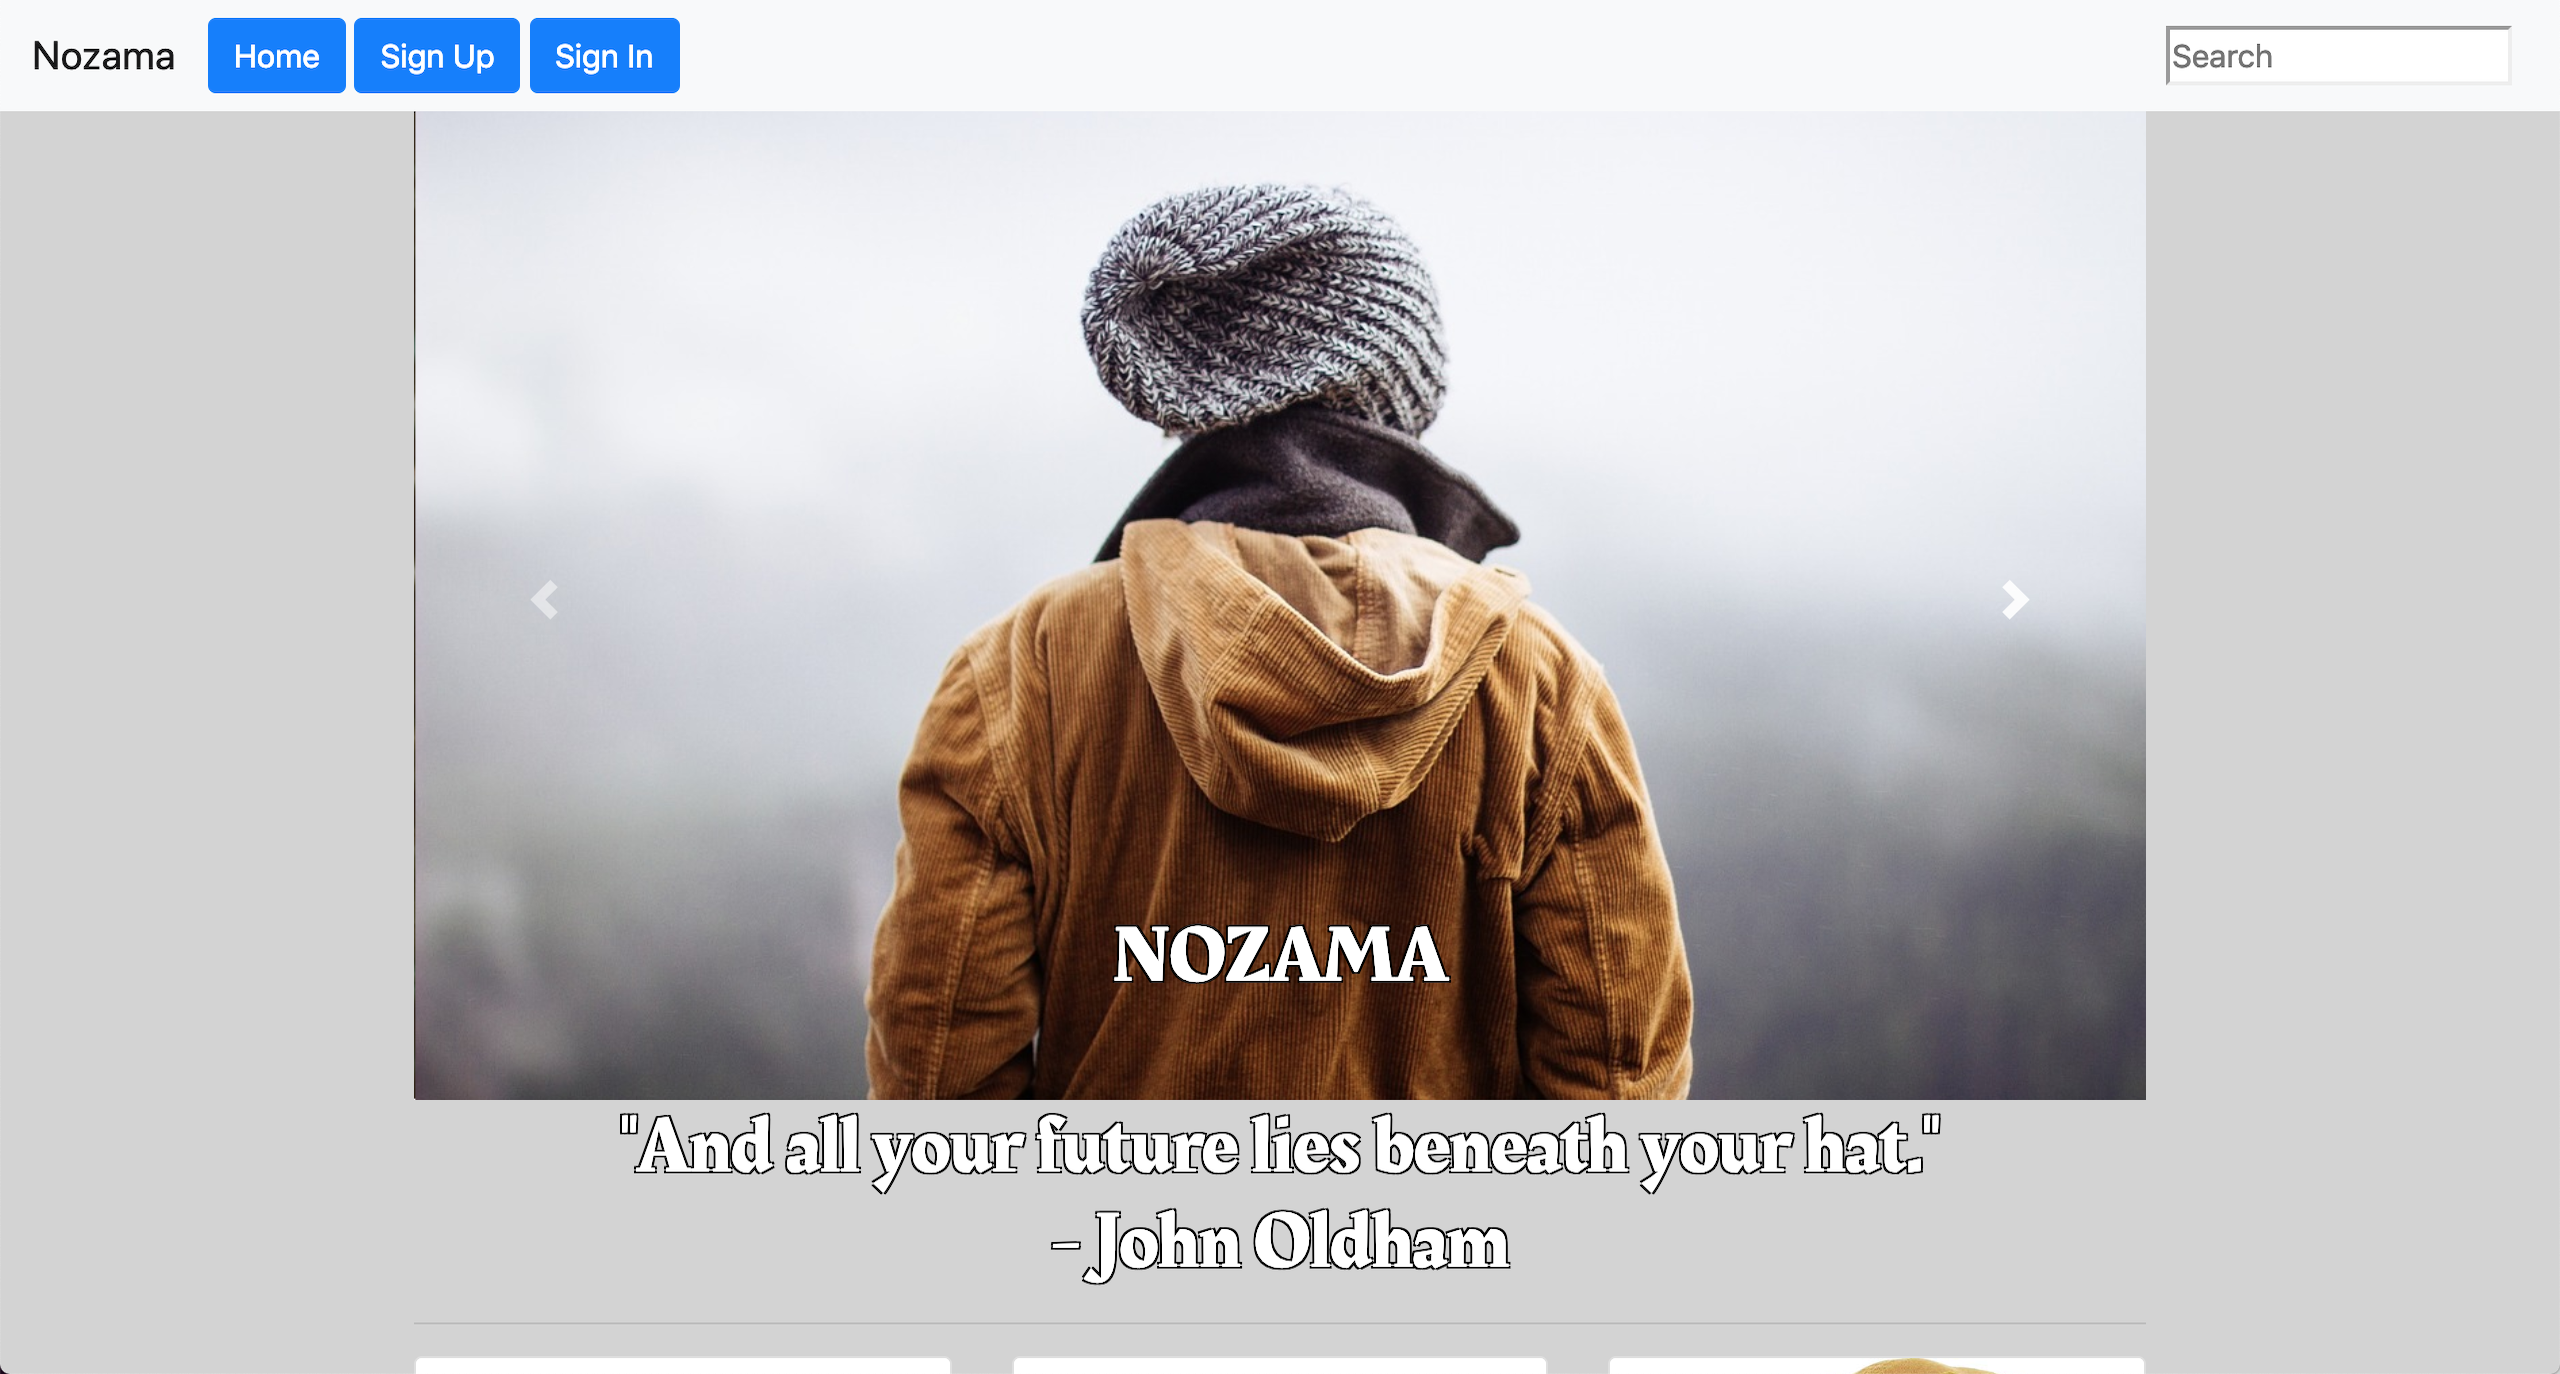 Nozama Home Sign Up Sign In Search
NOZAMA
"And all your future lies beneath your hat."
- John Oldham